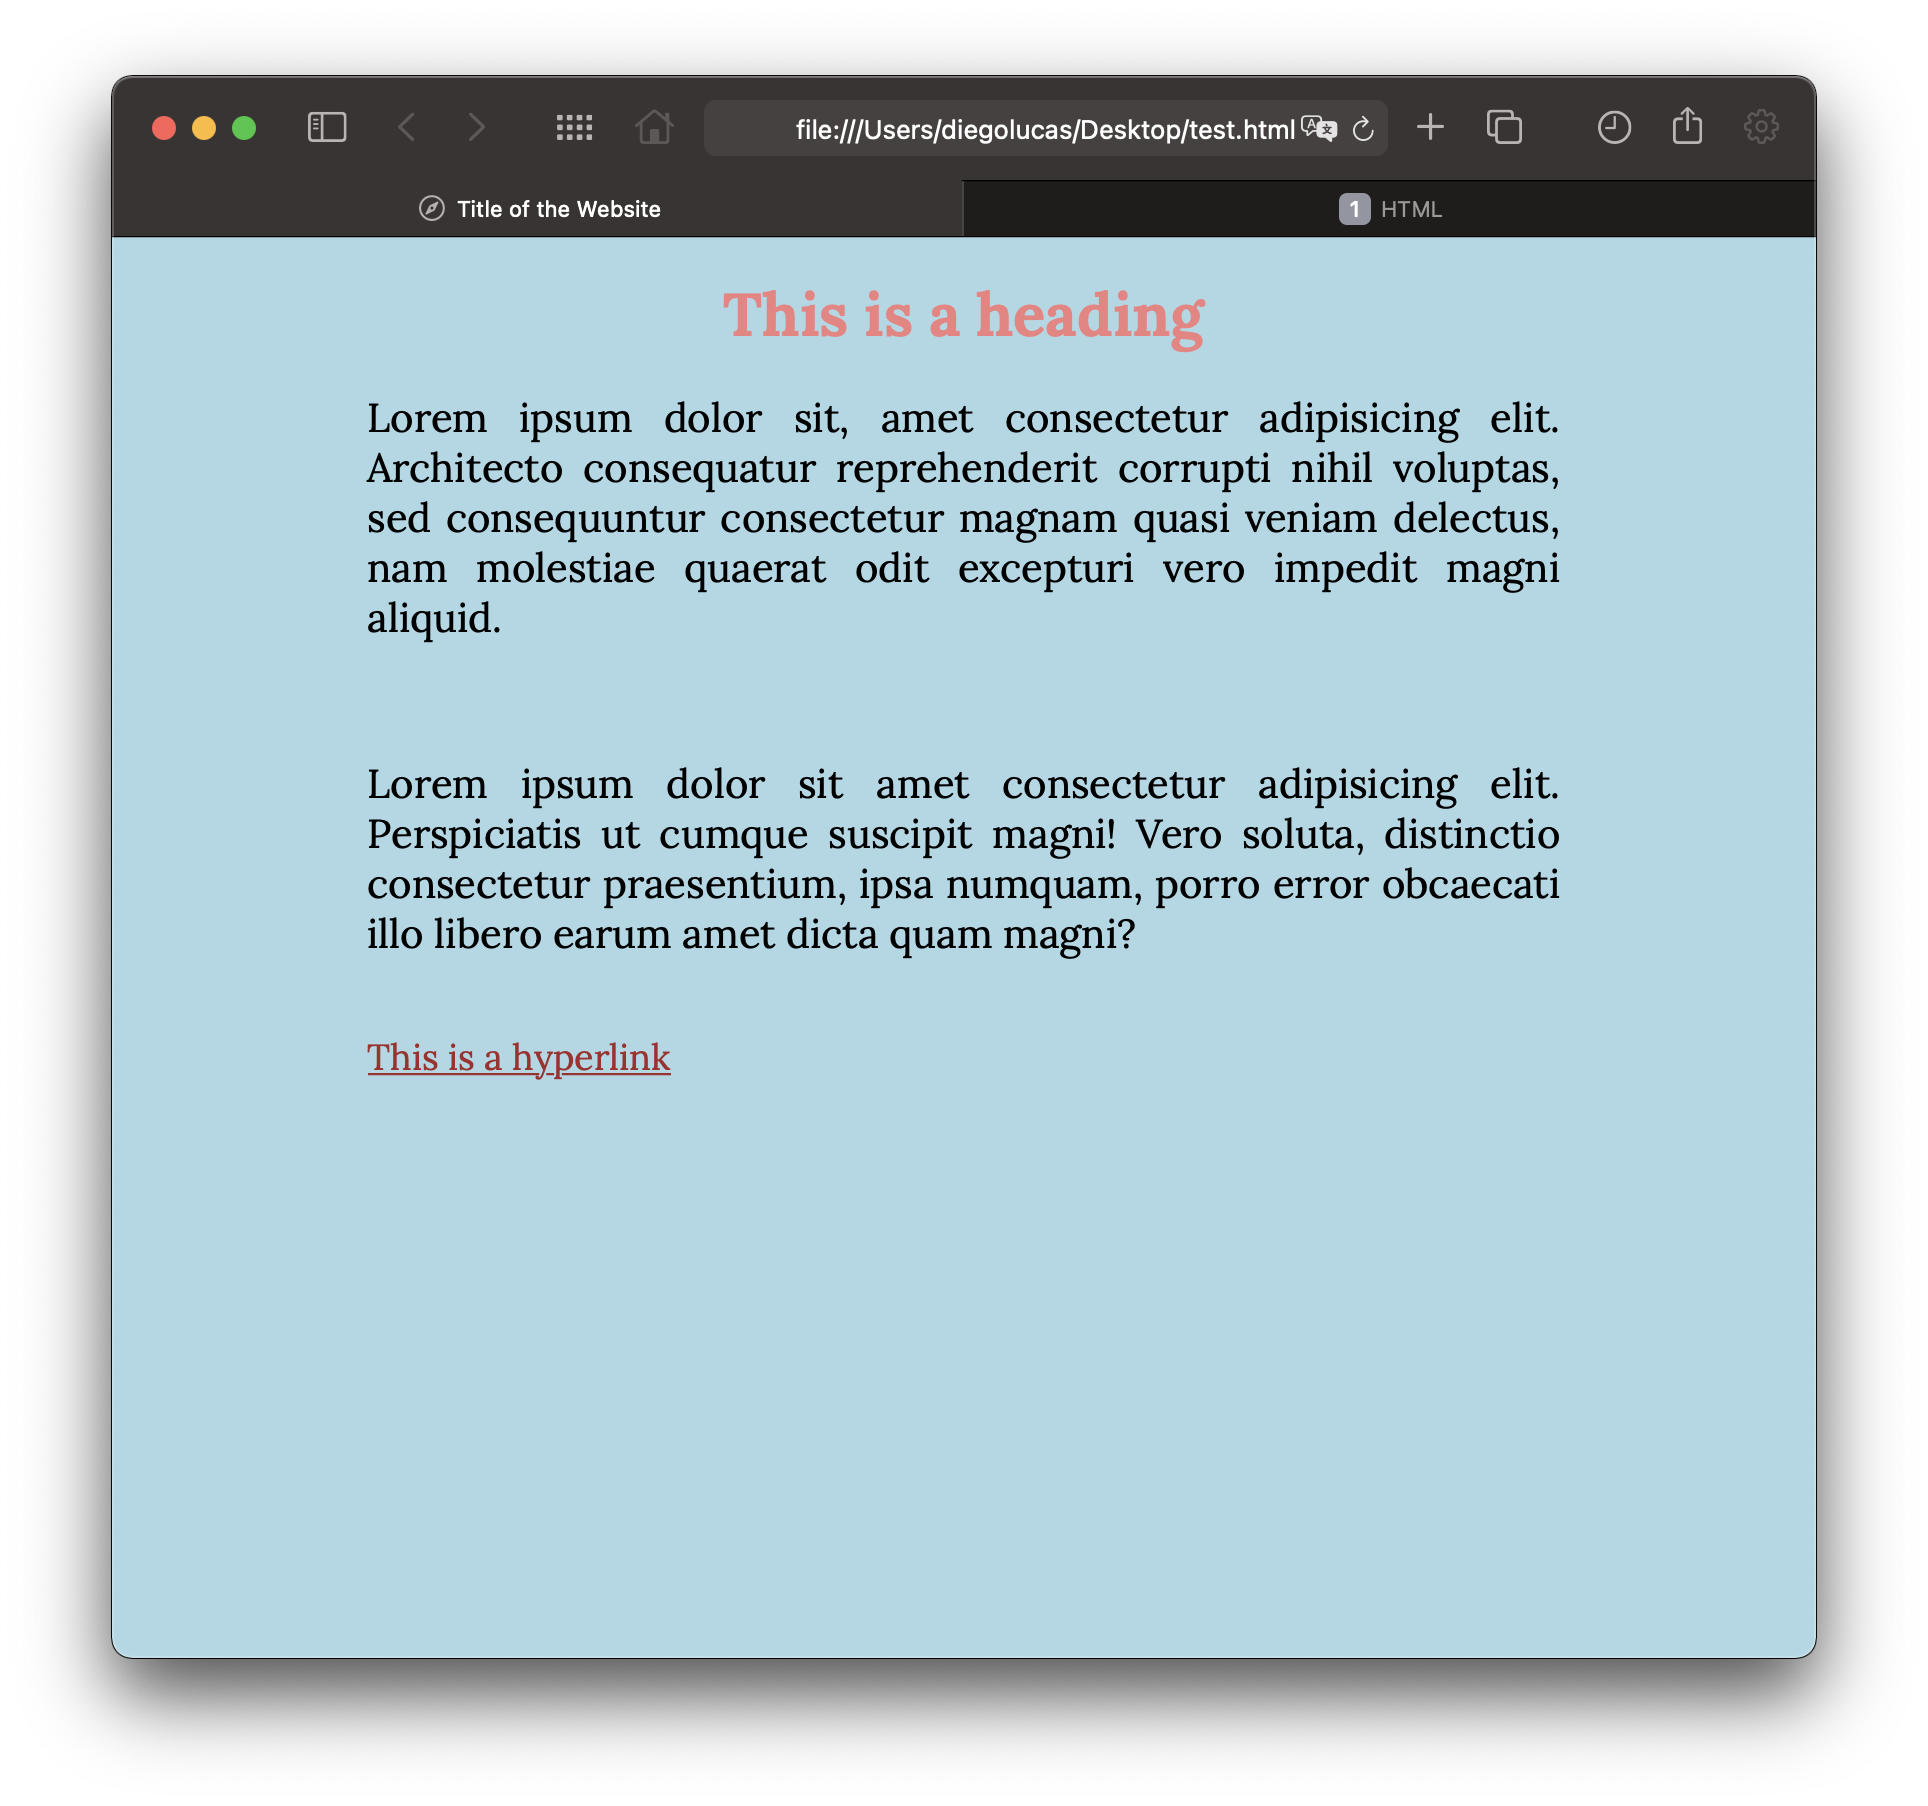 file:///Users/diegolucas/Desktop/test.html
Title of the Website
1 HTML
This is a heading
Lorem ipsum dolor sit, amet consectetur adipisicing elit.
Architecto consequatur reprehenderit corrupti nihil voluptas,
sed consequuntur consectetur magnam quasi veniam delectus,
nam molestiae quaerat odit excepturi vero impedit magni
aliquid.
Lorem ipsum dolor sit amet consectetur adipisicing elit.
Perspiciatis ut cumque suscipit magni! Vero soluta, distinctio
consectetur praesentium, ipsa numquam, porro error obcaecati
illo libero earum amet dicta quam magni?
This is a hyperlink